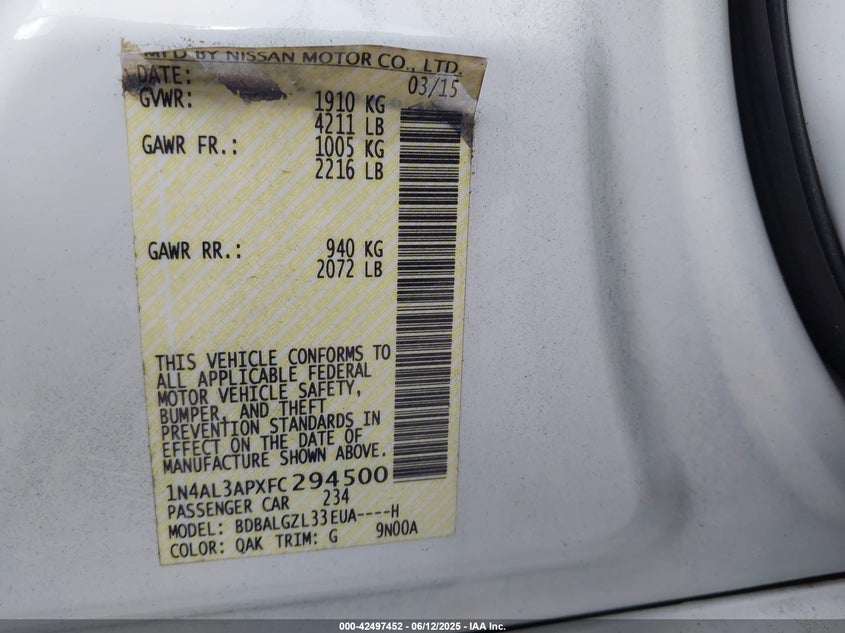 MFD BY NISSAN MOTOR CO., LTD.
DATE: 03/15
GVWR: 1910 KG
4211 LB
GAWR FR.: 1005 KG
2216 LB
GAWR RR.: 940 KG
2072 LB
THIS VEHICLE CONFORMS TO
ALL APPLICABLE FEDERAL
MOTOR VEHICLE SAFETY,
BUMPER, AND THEFT
PREVENTION STANDARDS IN
EFFECT ON THE DATE OF
MANUFACTURE SHOWN ABOVE.
1N4AL3APXFC294500
PASSENGER CAR 234
MODEL: BDBALGZL33EUA----H
COLOR: QAK TRIM: G 9N00A
000-42497452 - 06/12/2025 - IAA Inc.